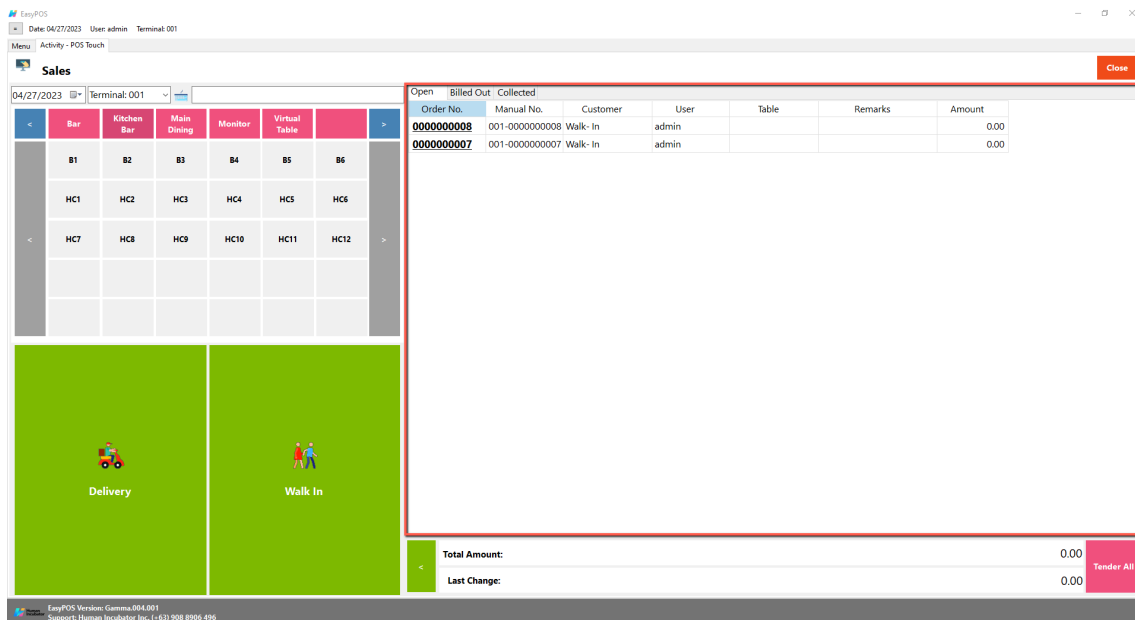 EasyPOS
Date: 04/27/2023 User: admin Terminal: 001
Menu Activity - POS Touch
Sales
Close
04/27/2023 Terminal: 001
< Bar Kitchen Bar Main Dining Monitor Virtual Table >
B1 B2 B3 B4 B5 B6
HC1 HC2 HC3 HC4 HC5 HC6
< HC7 HC8 HC9 HC10 HC11 HC12 >
Delivery
Walk In
Open Billed Out Collected
Order No. Manual No. Customer User Table Remarks Amount
0000000008 001-0000000008 Walk- In admin 0.00
0000000007 001-0000000007 Walk- In admin 0.00
<
Total Amount: 0.00
Last Change: 0.00
Tender All
Human Incubator
EasyPOS Version: Gamma.004.001
Support: Human Incubator Inc. (+63) 908 8906 496